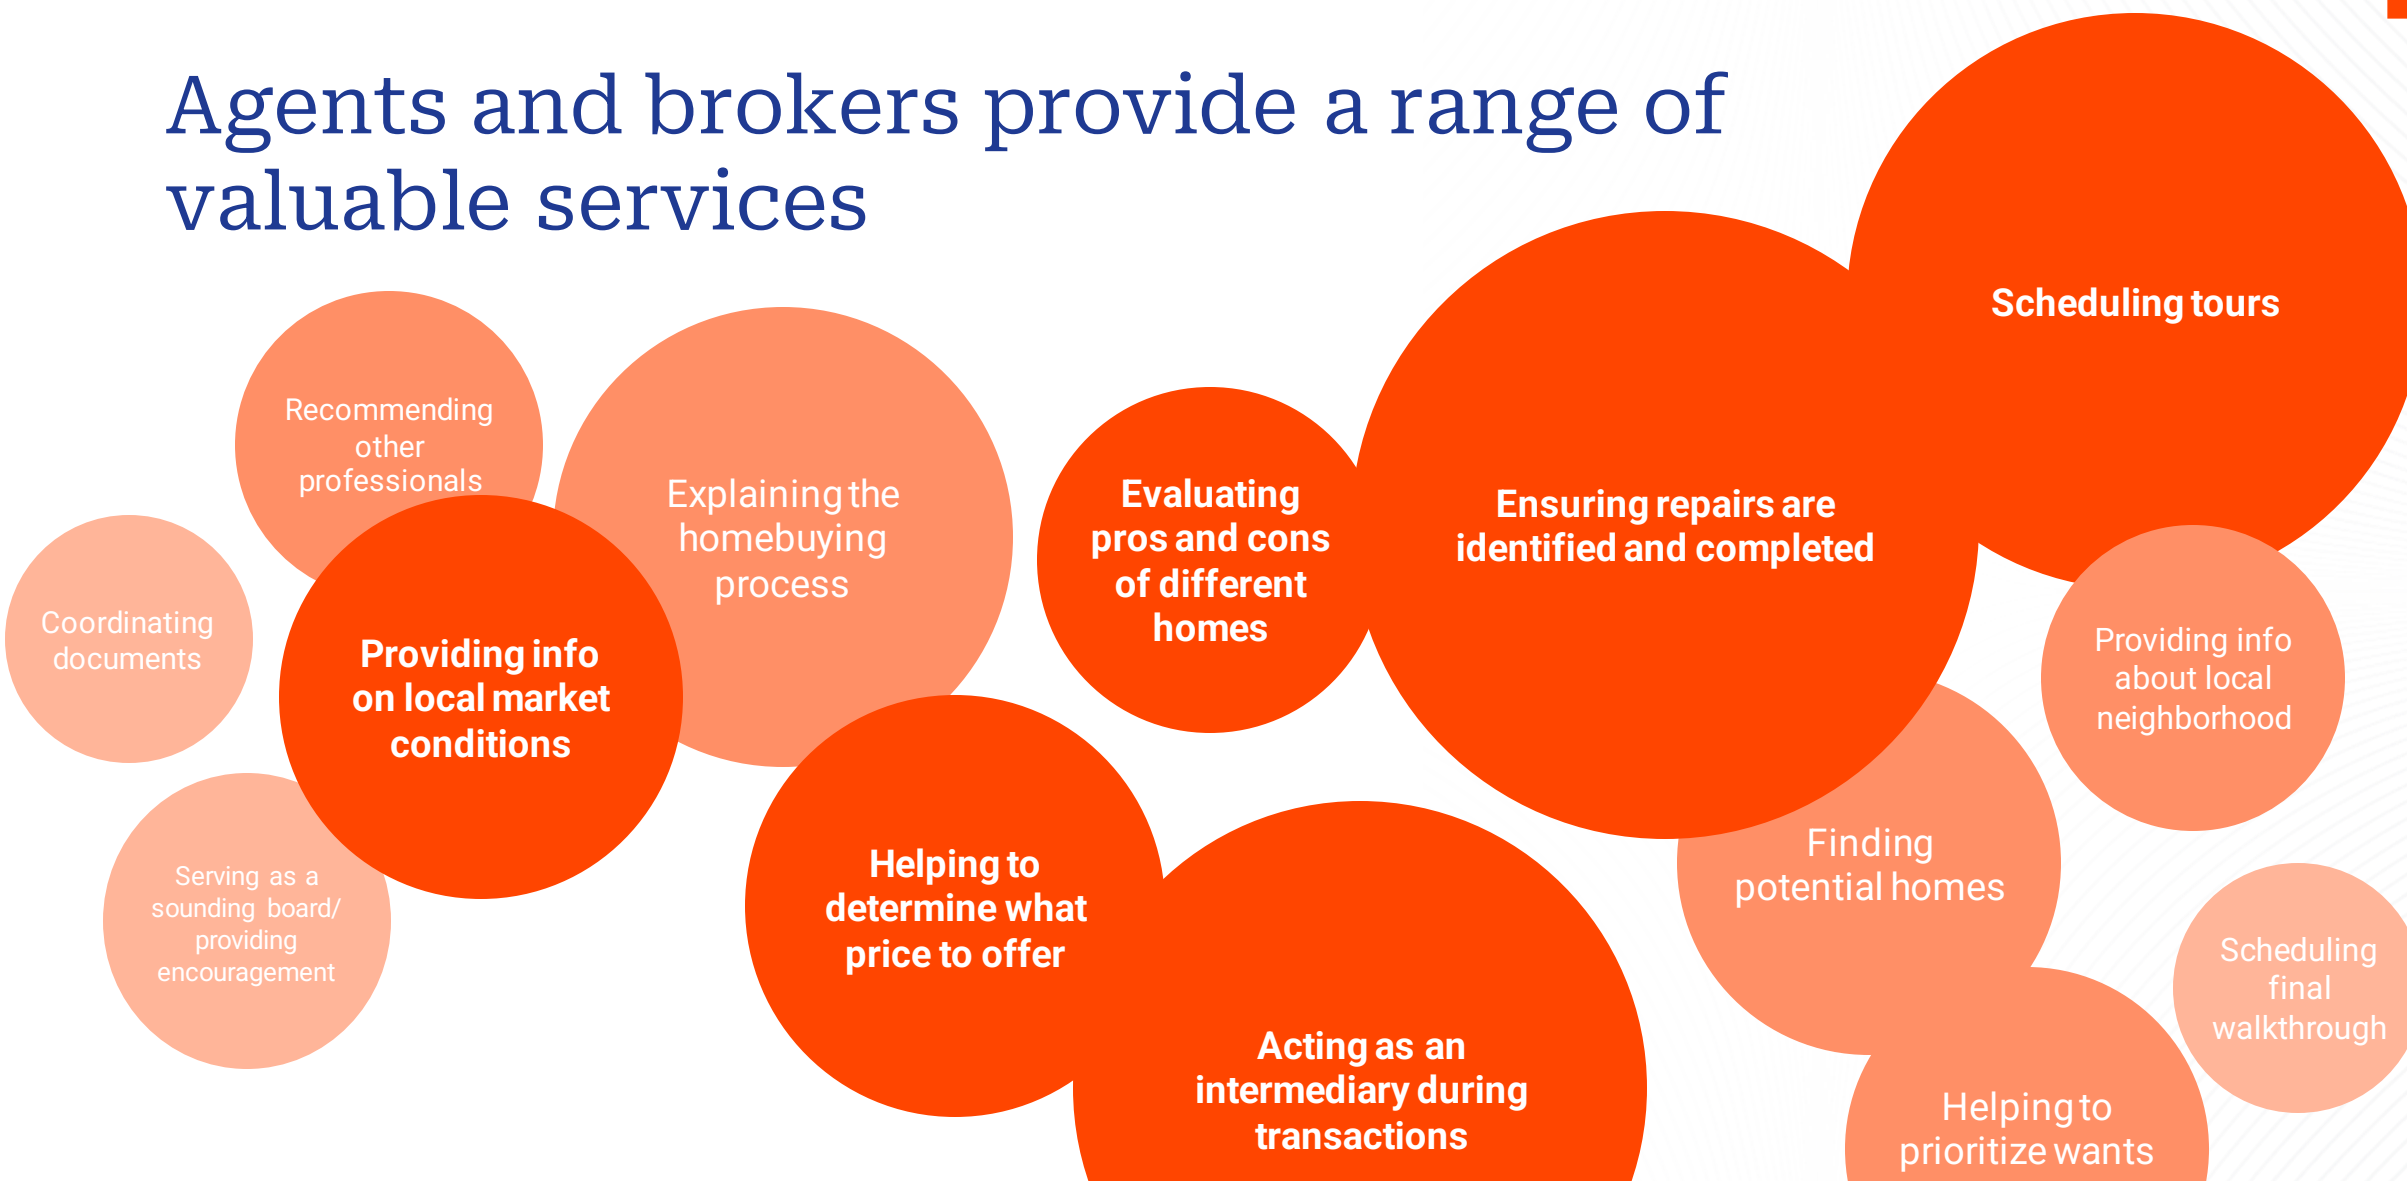 Agents and brokers provide a range of
valuable services
Scheduling tours
Recommending
other
professionals
Explaining the
homebuying
process
Evaluating
pros and cons
of different
homes
Ensuring repairs are
identified and completed
Coordinating
documents
Providing info
on local market
conditions
Providing info
about local
neighborhood
Serving as a
sounding board/
providing
encouragement
Helping to
determine what
price to offer
Finding
potential homes
Scheduling
final
walkthrough
Acting as an
intermediary during
transactions
Helping to
prioritize wants